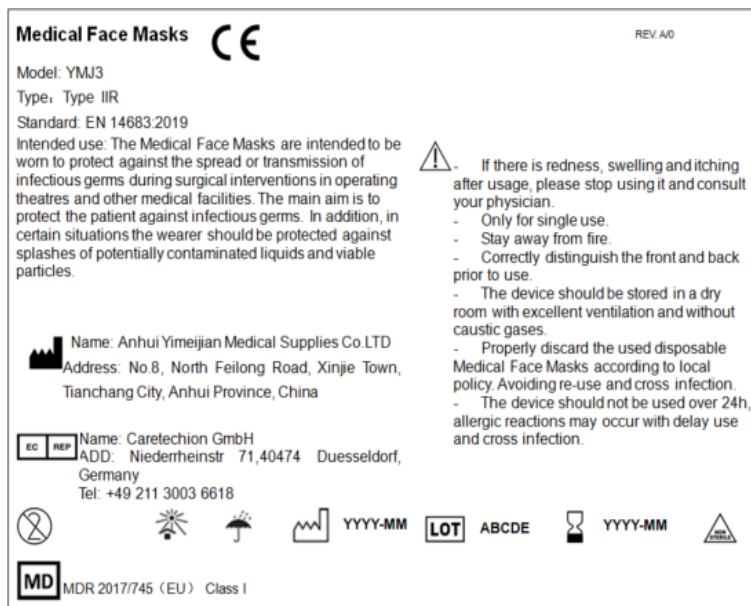 Medical Face Masks CE
REV. A/0
Model: YMJ3
Type: Type IIR
Standard: EN 14683:2019
Intended use: The Medical Face Masks are intended to be
worn to protect against the spread or transmission of
infectious germs during surgical interventions in operating
theatres and other medical facilities. The main aim is to
protect the patient against infectious germs. In addition, in
certain situations the wearer should be protected against
splashes of potentially contaminated liquids and viable
particles.
Name: Anhui Yimeijian Medical Supplies Co.LTD
Address: No.8, North Feilong Road, Xinjie Town,
Tianchang City, Anhui Province, China
EC REP
Name: Caretechion GmbH
ADD: Niederrheinstr 71,40474 Duesseldorf,
Germany
Tel: +49 211 3003 6618
- If there is redness, swelling and itching
after usage, please stop using it and consult
your physician.
- Only for single use.
- Stay away from fire.
- Correctly distinguish the front and back
prior to use.
- The device should be stored in a dry
room with excellent ventilation and without
caustic gases.
- Properly discard the used disposable
Medical Face Masks according to local
policy. Avoiding re-use and cross infection.
- The device should not be used over 24h,
allergic reactions may occur with delay use
and cross infection.
2
YYYY-MM
LOT ABCDE
YYYY-MM
NON
STERILE
MD MDR 2017/745（EU） Class I